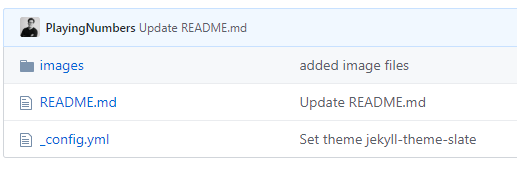 PlayingNumbers Update README.md
images added image files
README.md Update README.md
_config.yml Set theme jekyll-theme-slate